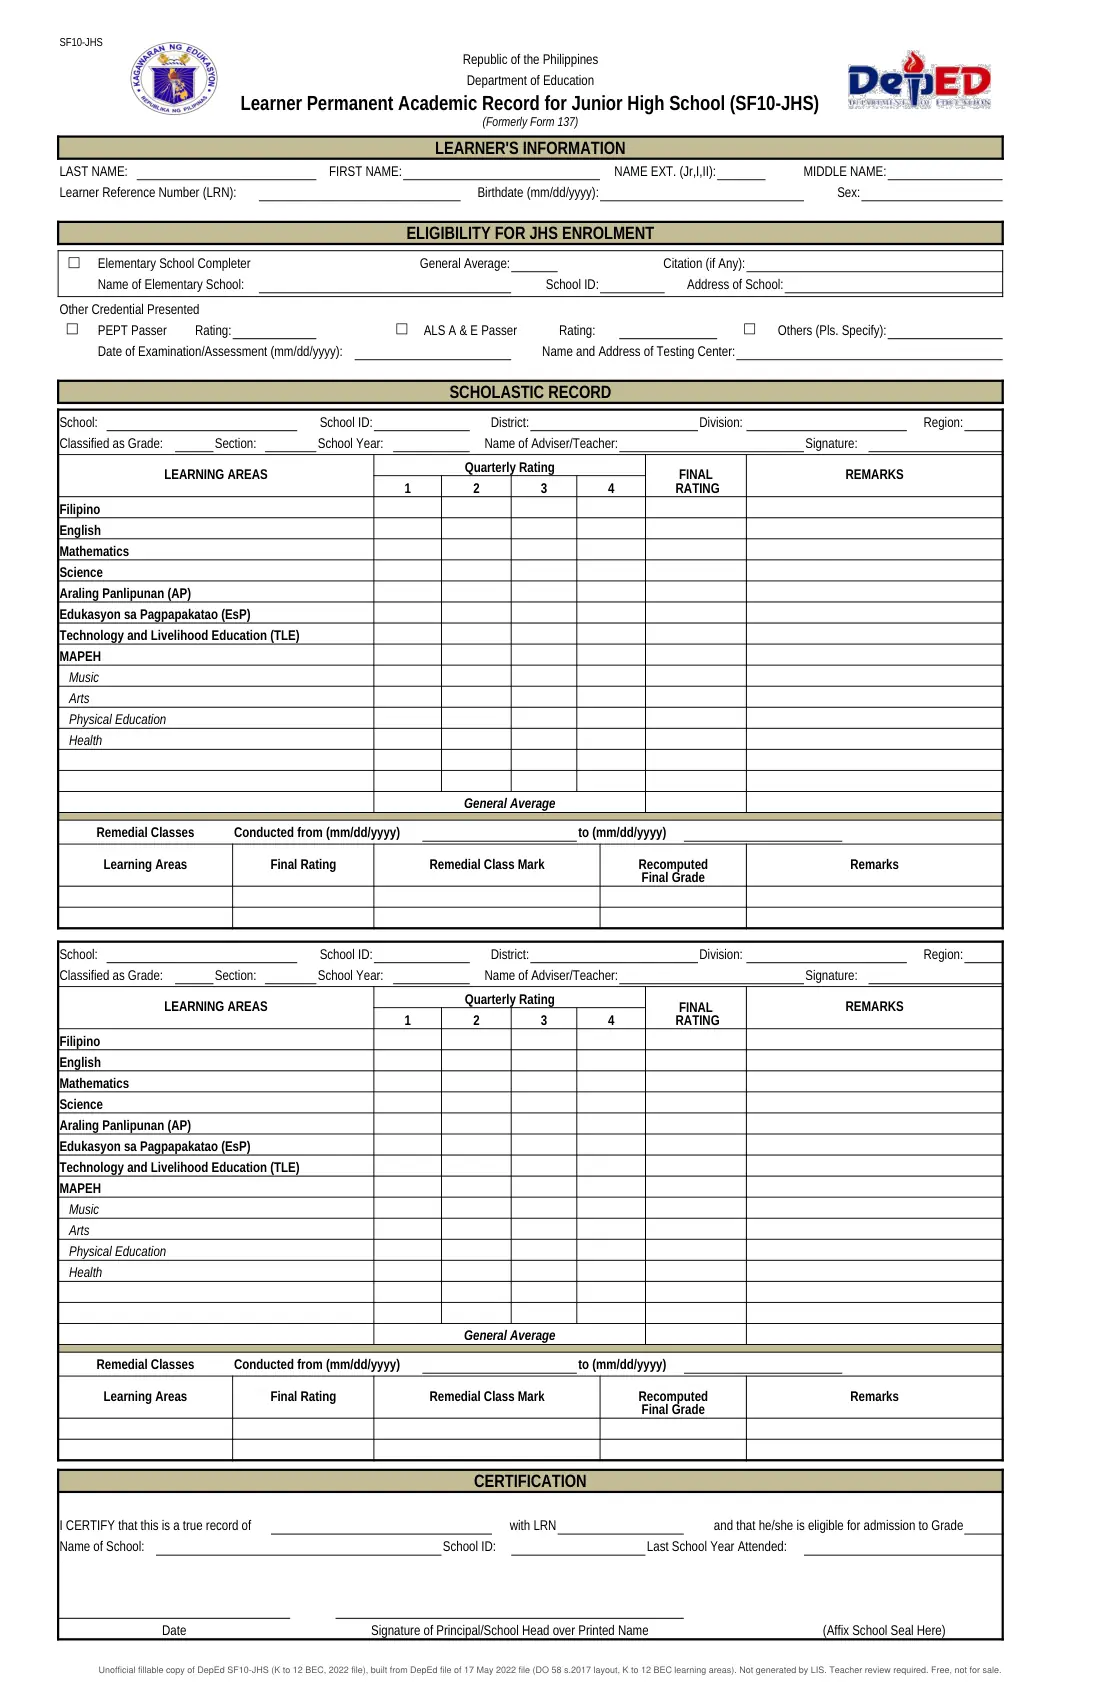 SF10-JHS
KAGAWARAN NG EDUKASYON
REPUBLIKA NG PILIPINAS
Republic of the Philippines
Department of Education
Learner Permanent Academic Record for Junior High School (SF10-JHS)
(Formerly Form 137)
DepED
DEPARTMENT OF EDUCATION
LEARNER'S INFORMATION
LAST NAME: FIRST NAME: NAME EXT. (Jr,I,II): MIDDLE NAME:
Learner Reference Number (LRN): Birthdate (mm/dd/yyyy): Sex:
ELIGIBILITY FOR JHS ENROLMENT
☐ Elementary School Completer General Average: Citation (if Any):
Name of Elementary School: School ID: Address of School:
Other Credential Presented
☐ PEPT Passer Rating: ☐ ALS A & E Passer Rating: ☐ Others (Pls. Specify):
Date of Examination/Assessment (mm/dd/yyyy): Name and Address of Testing Center:
SCHOLASTIC RECORD
School: School ID: District: Division: Region:
Classified as Grade: Section: School Year: Name of Adviser/Teacher: Signature:
LEARNING AREAS Quarterly Rating FINAL RATING REMARKS
1 2 3 4
Filipino
English
Mathematics
Science
Araling Panlipunan (AP)
Edukasyon sa Pagpapakatao (EsP)
Technology and Livelihood Education (TLE)
MAPEH
Music
Arts
Physical Education
Health
General Average
Remedial Classes Conducted from (mm/dd/yyyy) to (mm/dd/yyyy)
Learning Areas Final Rating Remedial Class Mark Recomputed Final Grade Remarks
School: School ID: District: Division: Region:
Classified as Grade: Section: School Year: Name of Adviser/Teacher: Signature:
LEARNING AREAS Quarterly Rating FINAL RATING REMARKS
1 2 3 4
Filipino
English
Mathematics
Science
Araling Panlipunan (AP)
Edukasyon sa Pagpapakatao (EsP)
Technology and Livelihood Education (TLE)
MAPEH
Music
Arts
Physical Education
Health
General Average
Remedial Classes Conducted from (mm/dd/yyyy) to (mm/dd/yyyy)
Learning Areas Final Rating Remedial Class Mark Recomputed Final Grade Remarks
CERTIFICATION
I CERTIFY that this is a true record of with LRN and that he/she is eligible for admission to Grade
Name of School: School ID: Last School Year Attended:
Date Signature of Principal/School Head over Printed Name (Affix School Seal Here)
Unofficial fillable copy of DepEd SF10-JHS (K to 12 BEC, 2022 file), built from DepEd file of 17 May 2022 file (DO 58 s.2017 layout, K to 12 BEC learning areas). Not generated by LIS. Teacher review required. Free, not for sale.